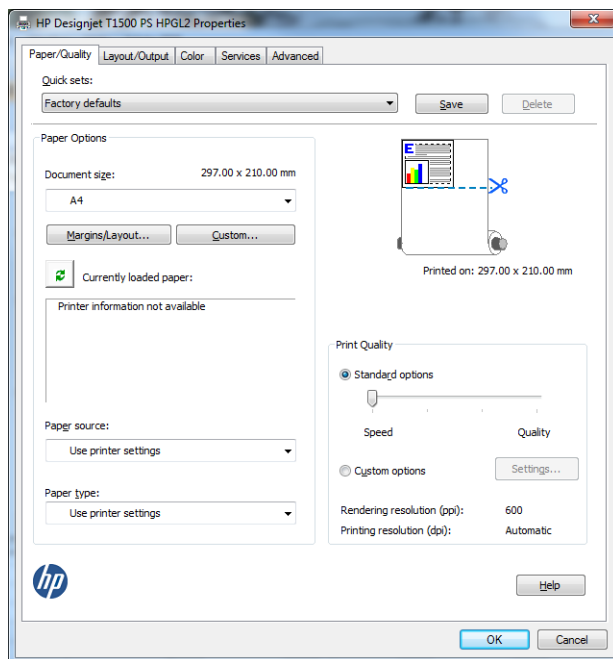 HP Designjet T1500 PS HPGL2 Properties
Paper/Quality Layout/Output Color Services Advanced
Quick sets:
Factory defaults
Save
Delete
Paper Options
Document size: 297.00 x 210.00 mm
A4
Margins/Layout...
Custom...
Currently loaded paper:
Printer information not available
Paper source:
Use printer settings
Paper type:
Use printer settings
E
Printed on: 297.00 x 210.00 mm
Print Quality
Standard options
Speed Quality
Custom options
Settings...
Rendering resolution (ppi): 600
Printing resolution (dpi): Automatic
hp
Help
OK
Cancel